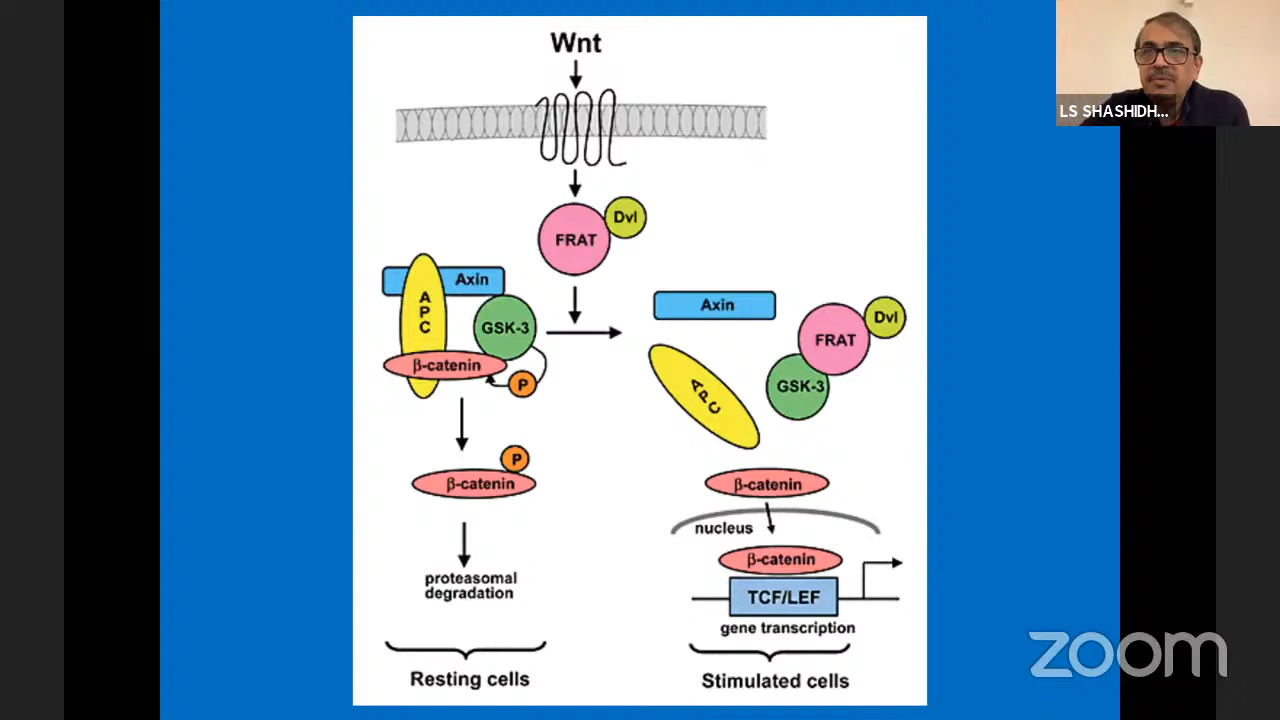 Wnt
LS SHASIDH...
Dvl
FRAT
Axin
A
P
C
GSK-3
β-catenin
P
P
β-catenin
proteasomal
degradation
Resting cells
Axin
Dvl
FRAT
GSK-3
A
P
C
β-catenin
nucleus
β-catenin
TCF/LEF
gene transcription
Stimulated cells
zoom